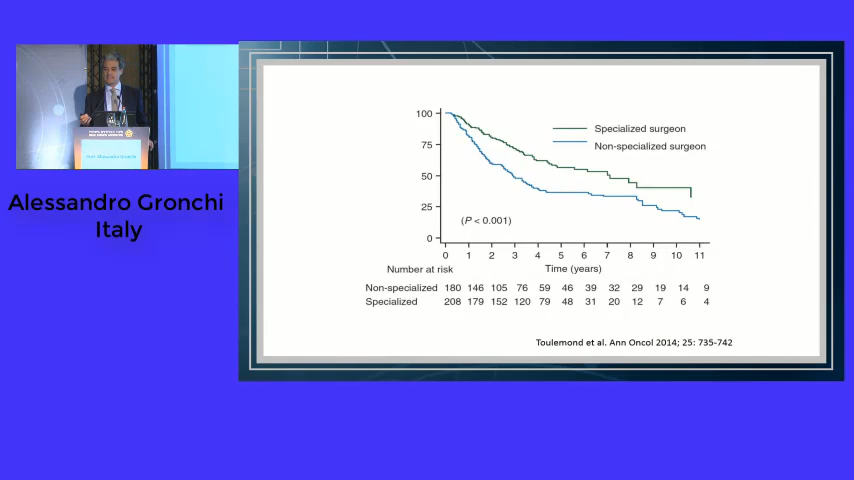 Prof. Alessandro Gronchi
Alessandro Gronchi
Italy
100
75
50
25
0
Specialized surgeon
Non-specialized surgeon
(P < 0.001)
0 1 2 3 4 5 6 7 8 9 10 11
Number at risk
Time (years)
Non-specialized 180 146 105 76 59 46 39 32 29 19 14 9
Specialized 208 179 152 120 79 48 31 20 12 7 6 4
Toulemond et al. Ann Oncol 2014; 25: 735-742